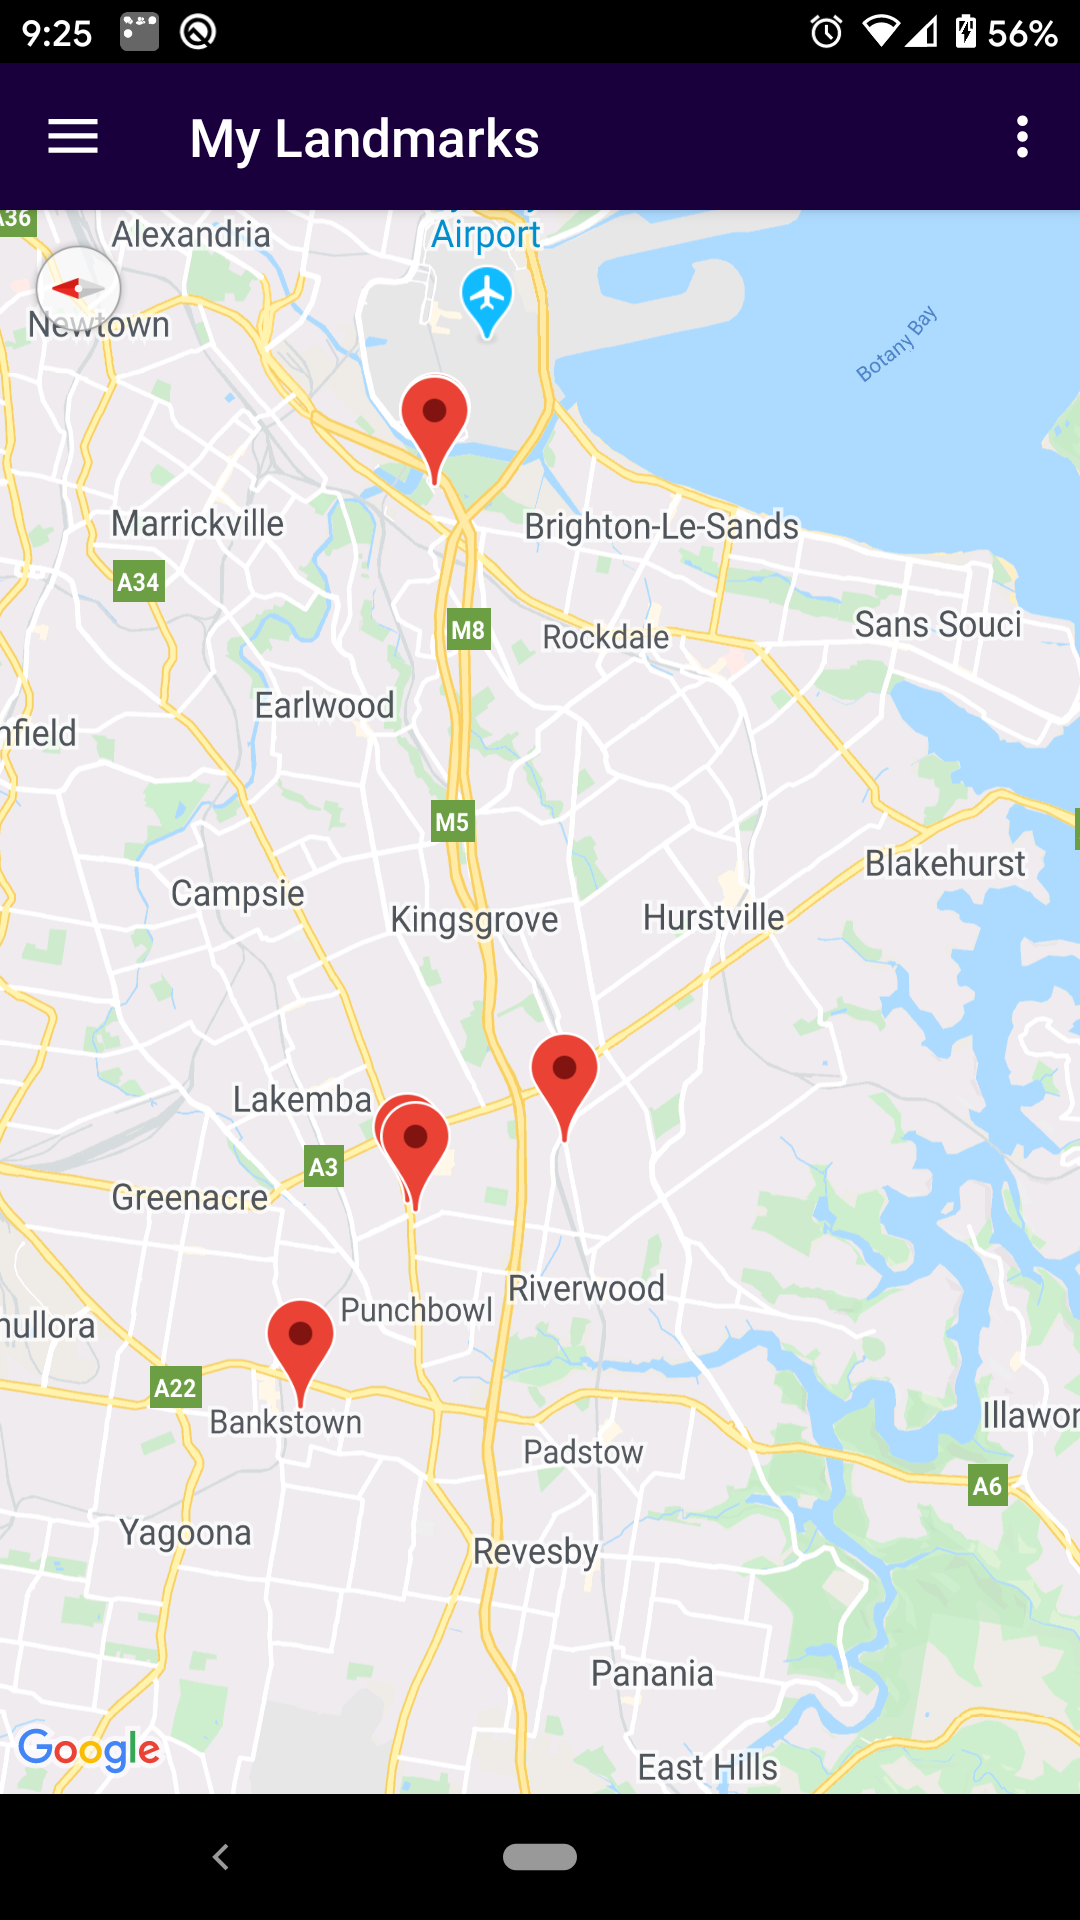 9:25
56%
My Landmarks
A36
Alexandria
Airport
Newtown
Botany Bay
Marrickville
Brighton-Le-Sands
A34
Sans Souci
M8
Rockdale
Earlwood
nfield
M5
Blakehurst
Campsie
Kingsgrove
Hurstville
Lakemba
A3
Greenacre
Riverwood
Punchbowl
nullora
A22
Bankstown
Illawor
Padstow
A6
Yagoona
Revesby
Panania
Google
East Hills